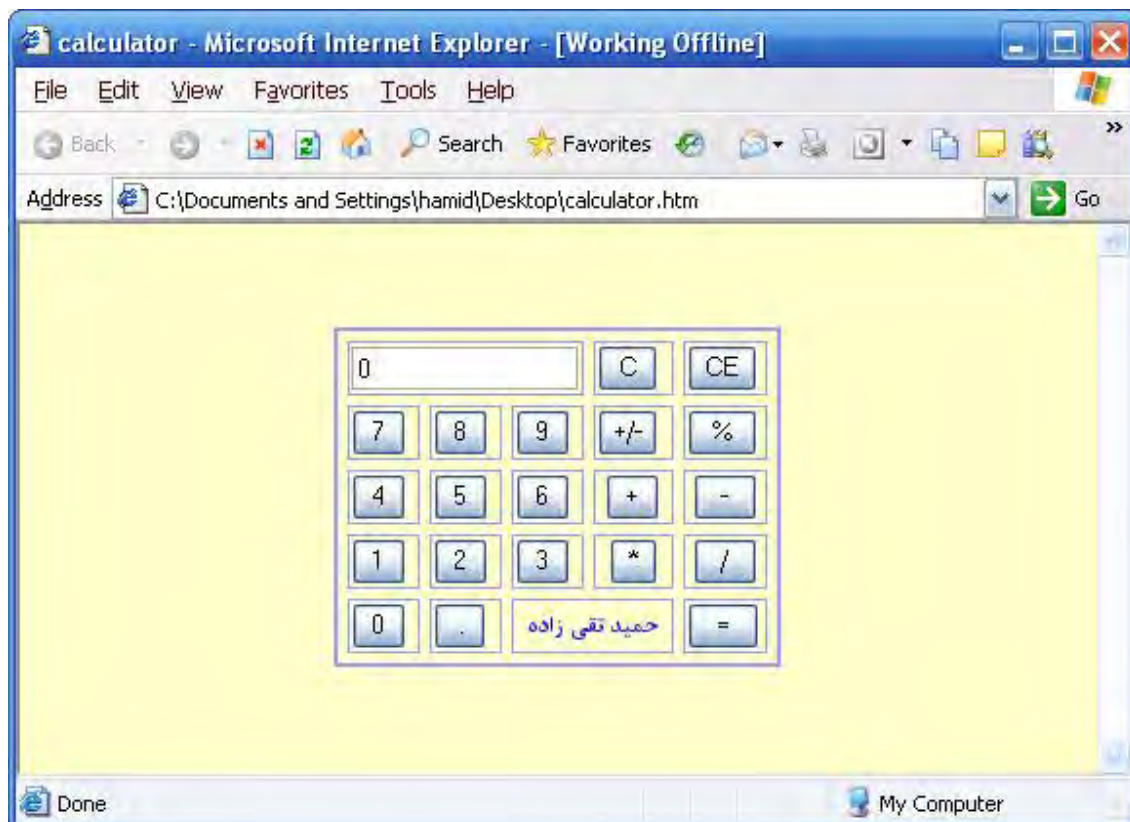 calculator - Microsoft Internet Explorer - [Working Offline]
File Edit View Favorites Tools Help
Back Search Favorites »
Address C:\Documents and Settings\hamid\Desktop\calculator.htm Go
0 C CE
7 8 9 +/- %
4 5 6 + -
1 2 3 * /
0 . حمید تقی زاده =
Done My Computer